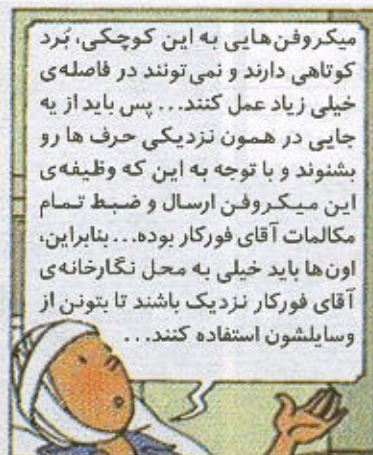 میکروفن‌هایی به این کوچکی، بُرد
کوتاهی دارند و نمی‌تونند در فاصله‌ی
خیلی زیاد عمل کنند... پس باید از یه
جایی در همون نزدیکی حرف ها رو
بشنوند و با توجه به این که وظیفه‌ی
این میکروفن ارسال و ضبط تمام
مکالمات آقای فورکار بوده... بنابراین،
اون‌ها باید خیلی به محل نگارخانه‌ی
آقای فورکار نزدیک باشند تا بتونن از
وسایلشون استفاده کنند...